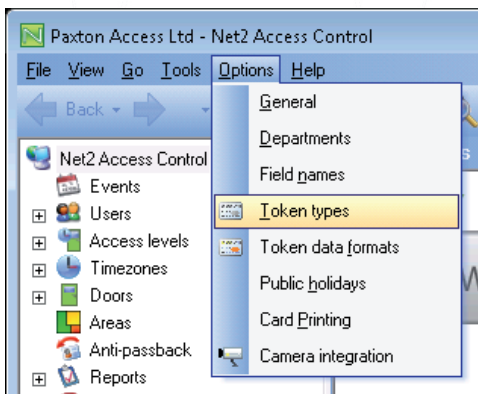 Paxton Access Ltd - Net2 Access Control
File View Go Tools Options Help
Back
General
Departments
Field names
Token types
Token data formats
Public holidays
Card Printing
Camera integration
Net2 Access Control
Events
Users
Access levels
Timezones
Doors
Areas
Anti-passback
Reports